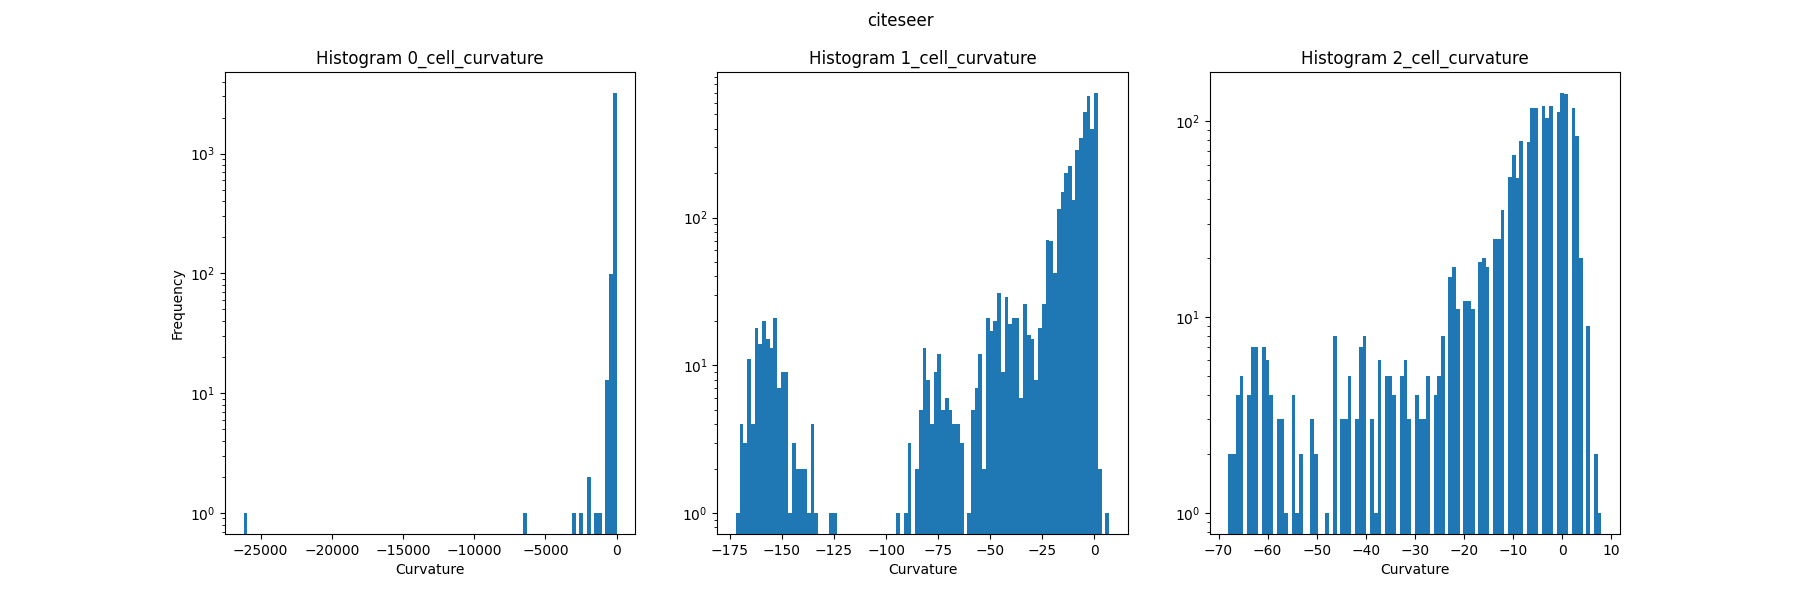 citeseer
Histogram 0_cell_curvature
Histogram 1_cell_curvature
Histogram 2_cell_curvature
Frequency
10³
10²
10¹
10⁰
−25000 −20000 −15000 −10000 −5000 0
Curvature
10²
10¹
10⁰
−175 −150 −125 −100 −75 −50 −25 0
Curvature
10²
10¹
10⁰
−70 −60 −50 −40 −30 −20 −10 0 10
Curvature